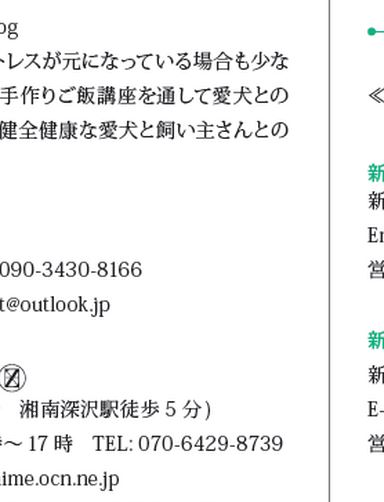 og
トレスが元になっている場合も少な
手作りご飯講座を通して愛犬との
健全健康な愛犬と飼い主さんとの
090-3430-8166
t@outlook.jp
湘南深沢駅徒歩 5 分)
〜 17 時 TEL: 070-6429-8739
ime.ocn.ne.jp
≪
新
新
Em
営
新
新
E-
営